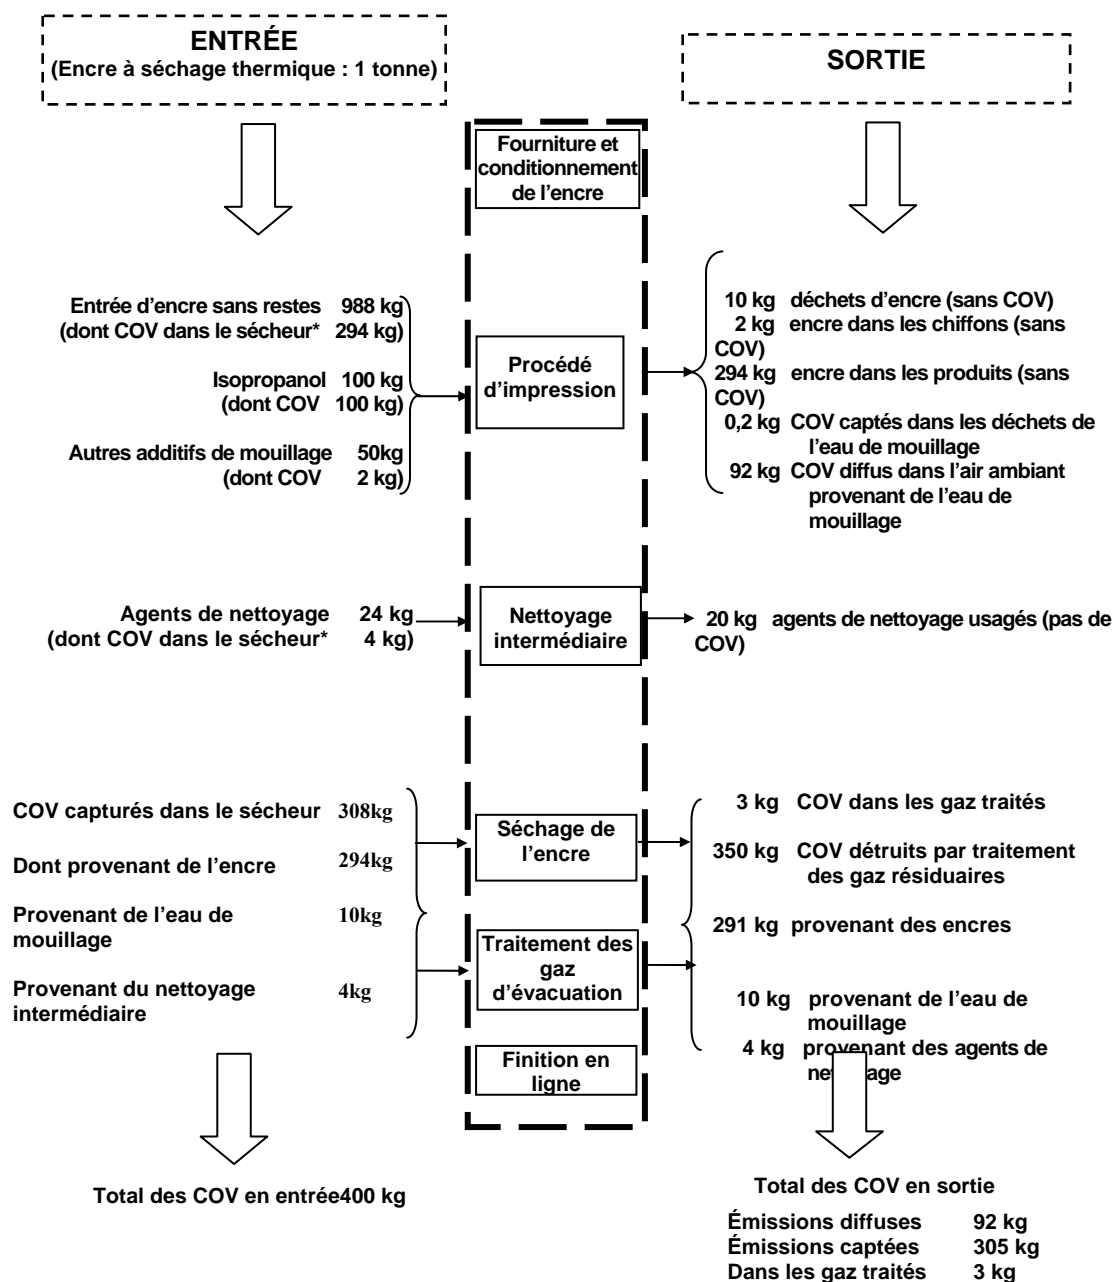 ENTRÉE
(Encre à séchage thermique : 1 tonne)
SORTIE
Fourniture et
conditionnement
de l'encre
Entrée d'encre sans restes 988 kg
(dont COV dans le sécheur* 294 kg)
Isopropanol 100 kg
(dont COV 100 kg)
Autres additifs de mouillage 50kg
(dont COV 2 kg)
Procédé
d'impression
10 kg déchets d'encre (sans COV)
2 kg encre dans les chiffons (sans
COV)
294 kg encre dans les produits (sans
COV)
0,2 kg COV captés dans les déchets de
l'eau de mouillage
92 kg COV diffus dans l'air ambiant
provenant de l'eau de
mouillage
Agents de nettoyage 24 kg
(dont COV dans le sécheur* 4 kg)
Nettoyage
intermédiaire
20 kg agents de nettoyage usagés (pas de
COV)
COV capturés dans le sécheur 308kg
Dont provenant de l'encre 294kg
Provenant de l'eau de 10kg
mouillage
Provenant du nettoyage 4kg
intermédiaire
Séchage de
l'encre
Traitement des
gaz
d'évacuation
Finition en
ligne
3 kg COV dans les gaz traités
350 kg COV détruits par traitement
des gaz résiduaires
291 kg provenant des encres
10 kg provenant de l'eau de
mouillage
4 kg provenant des agents de
Total des COV en entrée400 kg
Total des COV en sortie
Émissions diffuses 92 kg
Émissions captées 305 kg
Dans les gaz traités 3 kg